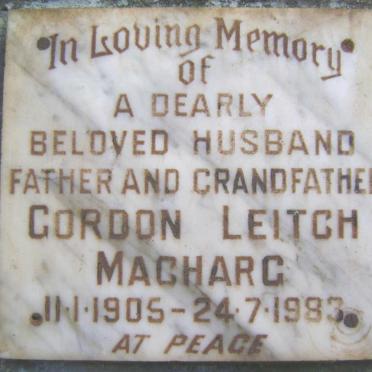 In Loving Memory
of
A DEARLY
BELOVED HUSBAND
FATHER AND GRANDFATHER
GORDON LEITCH
MACHARG
11·1·1905 - 24·7·1983
AT PEACE